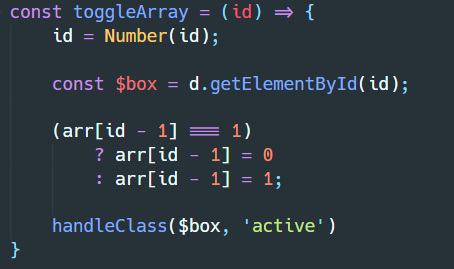 const toggleArray = (id) => {
id = Number(id);
const $box = d.getElementById(id);
(arr[id - 1] === 1)
? arr[id - 1] = 0
: arr[id - 1] = 1;
handleClass($box, 'active')
}